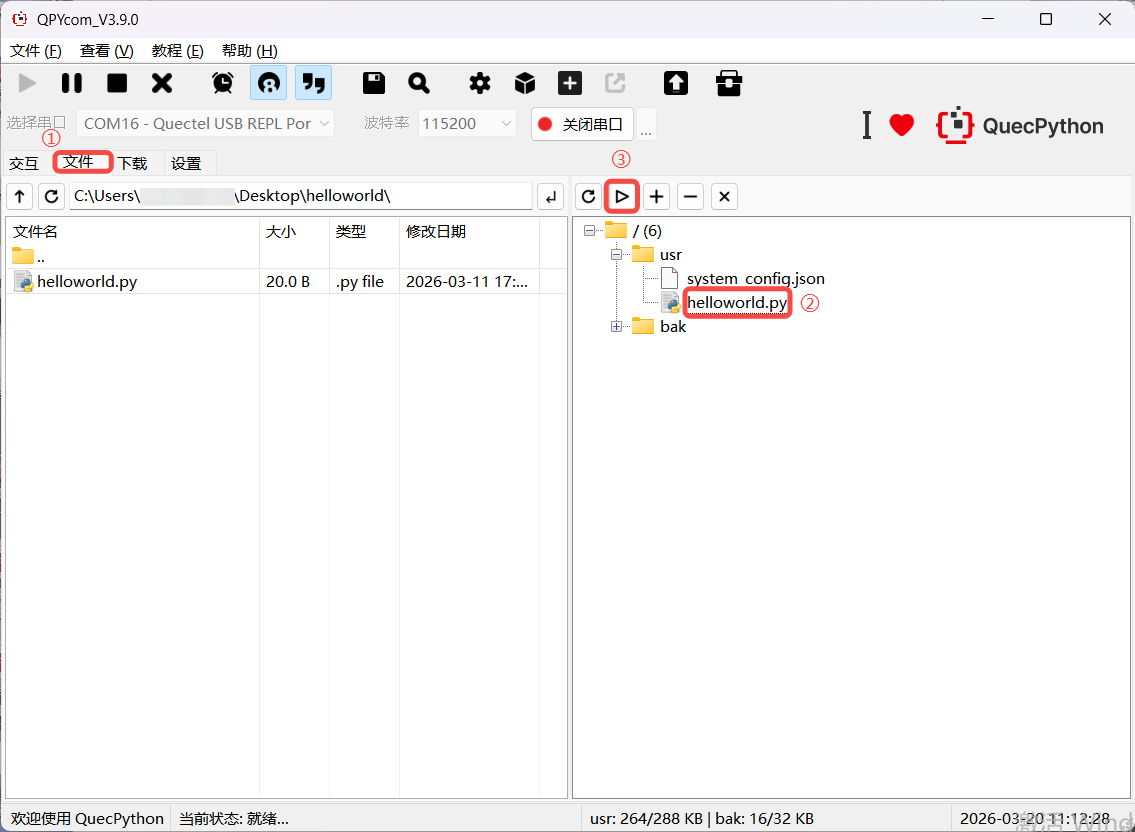 QPYcom_V3.9.0
文件 (F) 查看 (V) 教程 (E) 帮助 (H)
选择串口 COM16 - Quectel USB REPL Por 波特率 115200 关闭串口 ... I QuecPython
① ③
交互 文件 下载 设置
C:\Users\ \Desktop\helloworld\
文件名 大小 类型 修改日期
..
helloworld.py 20.0 B .py file 2026-03-11 17:...
/ (6)
usr
system_config.json
helloworld.py ②
bak
欢迎使用 QuecPython 当前状态: 就绪... usr: 264/288 KB | bak: 16/32 KB 2026-03-20 11:12:28
激活 Wind